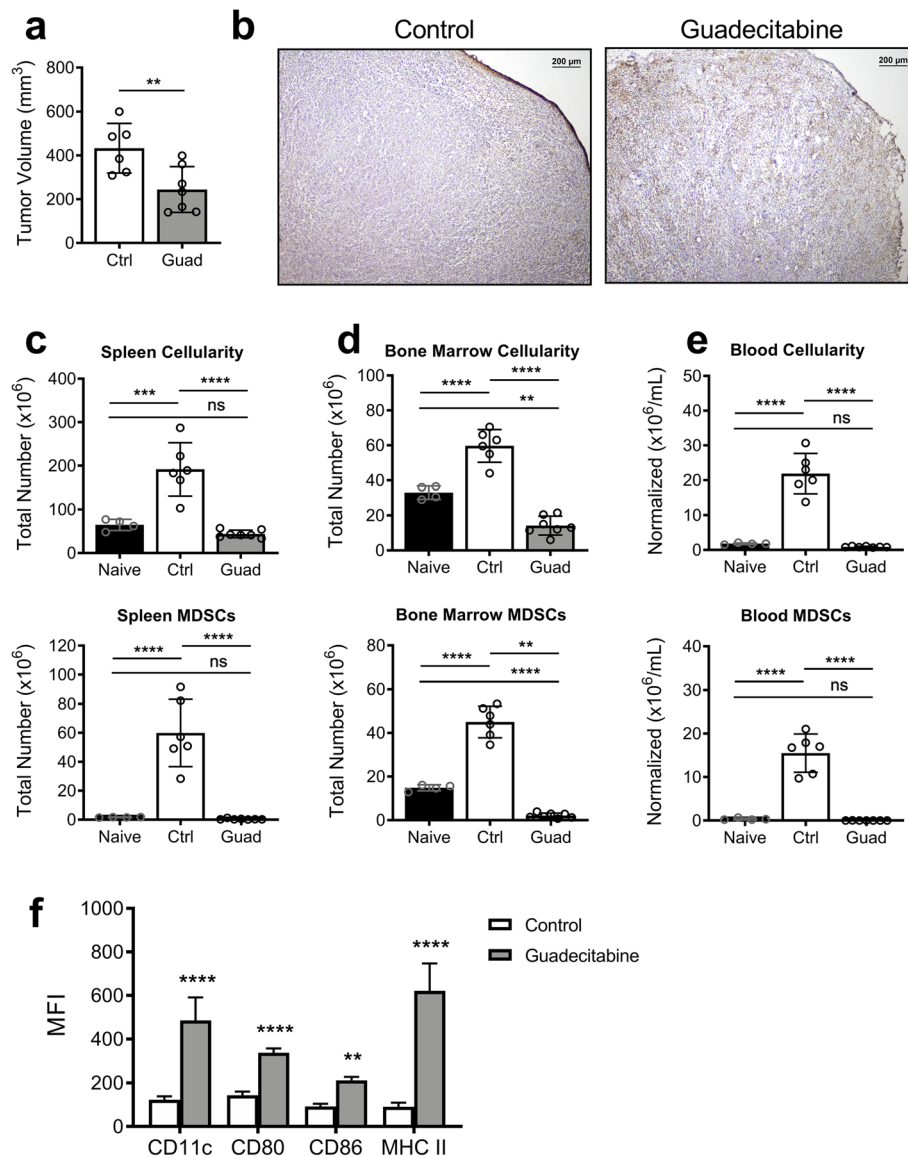 a
Tumor Volume (mm³)
800
600
400
200
0
**
Ctrl Guad
b
Control
200 μm
Guadecitabine
200 μm
c
Spleen Cellularity
Total Number (x10⁶)
400
300
200
100
0
*** ****
ns
Naive Ctrl Guad
Spleen MDSCs
Total Number (x10⁶)
120
100
80
60
40
20
0
**** ****
ns
Naive Ctrl Guad
d
Bone Marrow Cellularity
Total Number (x10⁶)
100
80
60
40
20
0
**** ****
**
Naive Ctrl Guad
Bone Marrow MDSCs
Total Number (x10⁶)
80
60
40
20
0
**** **
****
Naive Ctrl Guad
e
Blood Cellularity
Normalized (x10⁶/mL)
50
40
30
20
10
0
**** ****
ns
Naive Ctrl Guad
Blood MDSCs
Normalized (x10⁶/mL)
40
30
20
10
0
**** ****
ns
Naive Ctrl Guad
f
MFI
1000
800
600
400
200
0
**** **** ** ****
CD11c CD80 CD86 MHC II
Control
Guadecitabine